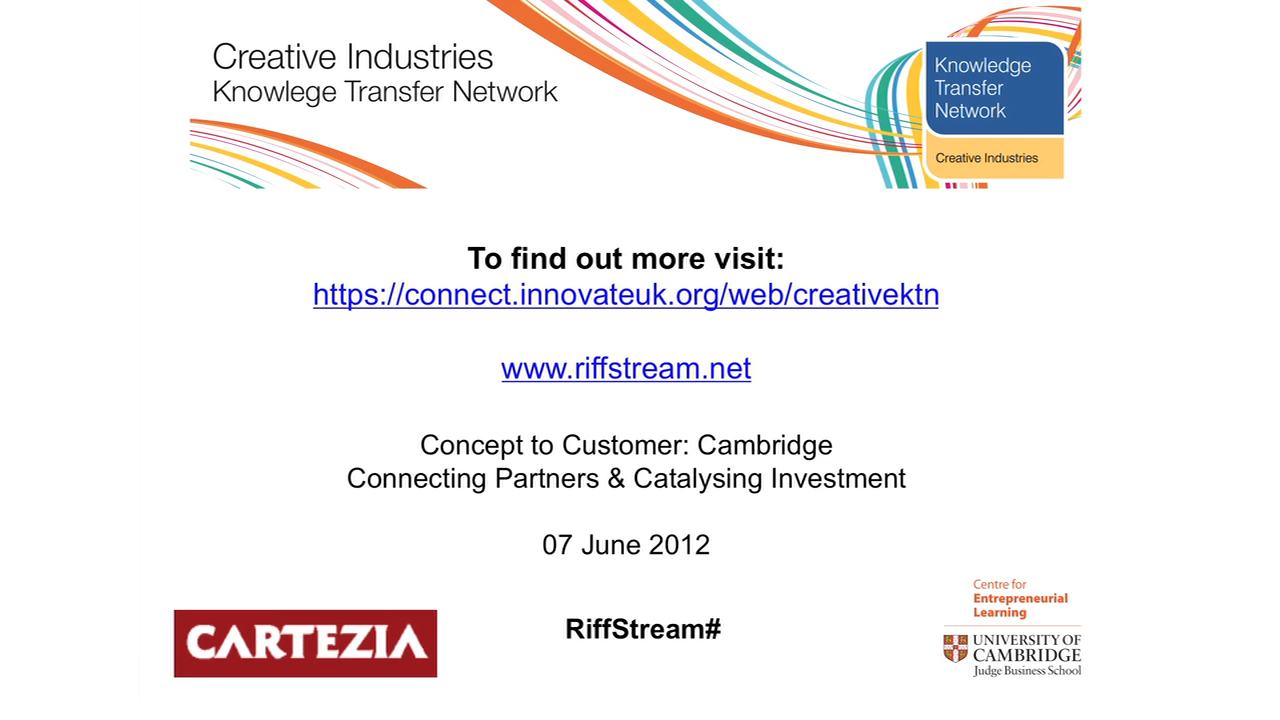 Creative Industries
Knowlege Transfer Network
Knowledge
Transfer
Network
Creative Industries
To find out more visit:
https://connect.innovateuk.org/web/creativektn
www.riffstream.net
Concept to Customer: Cambridge
Connecting Partners & Catalysing Investment
07 June 2012
CARTEZIA
RiffStream#
Centre for
Entrepreneurial
Learning
UNIVERSITY OF
CAMBRIDGE
Judge Business School